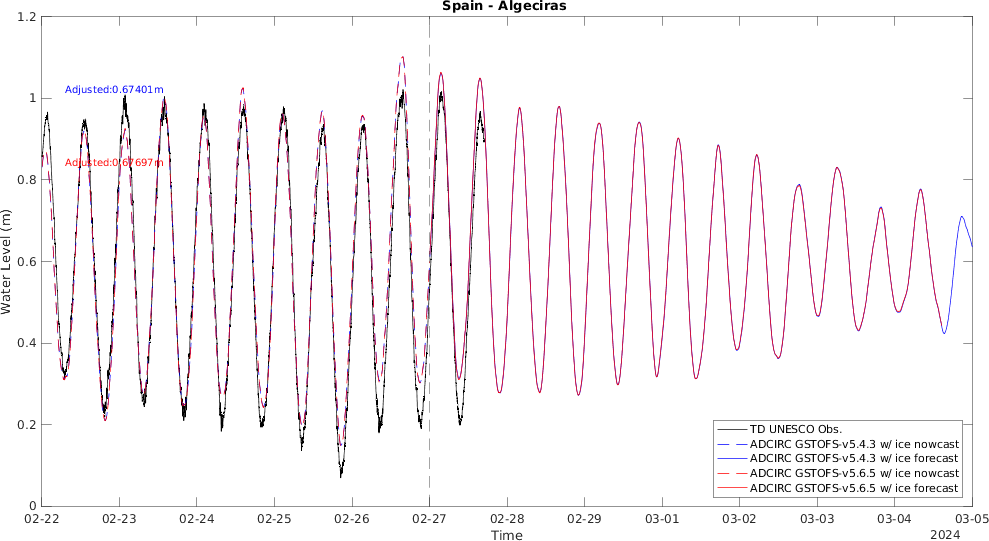 Spain - Algeciras
1.2
1
0.8
0.6
0.4
0.2
0
Water Level (m)
Adjusted:0.67401m
Adjusted:0.67697m
TD UNESCO Obs.
ADCIRC GSTOFS-v5.4.3 w/ ice nowcast
ADCIRC GSTOFS-v5.4.3 w/ ice forecast
ADCIRC GSTOFS-v5.6.5 w/ ice nowcast
ADCIRC GSTOFS-v5.6.5 w/ ice forecast
02-22 02-23 02-24 02-25 02-26 02-27 02-28 02-29 03-01 03-02 03-03 03-04 03-05
Time
2024